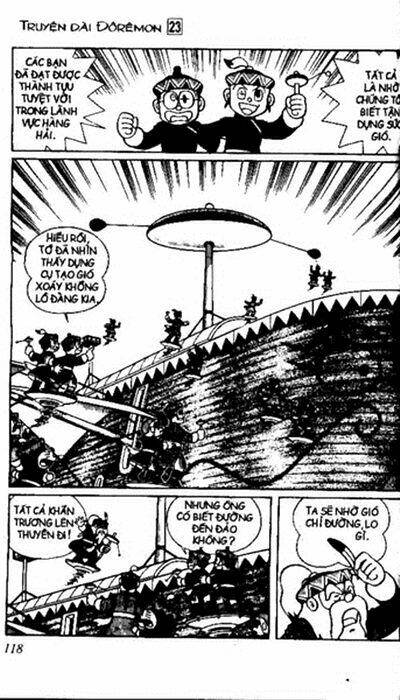 TRUYỆN DÀI ĐÔRÊMON 23
CÁC BẠN
ĐÃ ĐẠT ĐƯỢC
THÀNH TỰU
TUYỆT VỜI
TRONG LÃNH
VỰC HÀNG
HẢI.
TẤT CẢ
LÀ NHỜ
CHÚNG TỚ
BIẾT TẬN
DỤNG SỨC
GIÓ.
HIỂU RỒI,
TỚ ĐÃ NHÌN
THẤY DỤNG
CỤ TẠO GIÓ
XOÁY KHỔNG
LỒ ĐẰNG KIA.
TẤT CẢ KHẨN
TRƯƠNG LÊN
THUYỀN ĐI!
NHƯNG ÔNG
CÓ BIẾT ĐƯỜNG
ĐẾN ĐẢO
KHÔNG?
TA SẼ NHỜ GIÓ
CHỈ ĐƯỜNG, LO
GÌ.
118